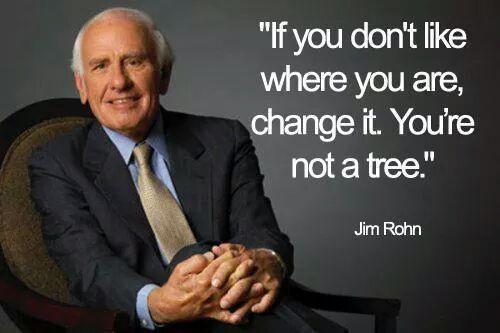 "If you don't like
where you are,
change it. You’re
not a tree."
Jim Rohn